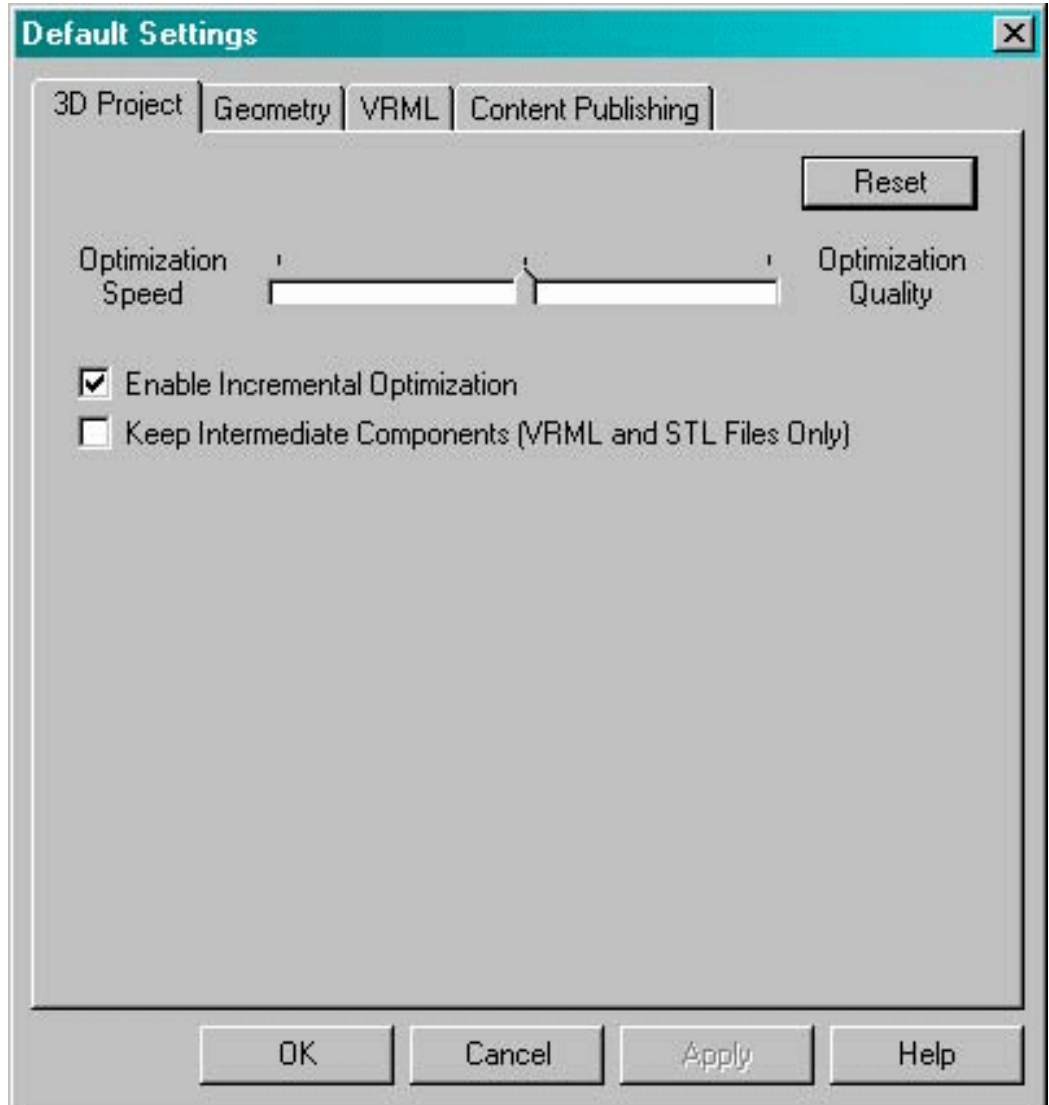 Default Settings
3D Project Geometry VRML Content Publishing
Reset
Optimization Speed
Optimization Quality
Enable Incremental Optimization
Keep Intermediate Components (VRML and STL Files Only)
OK Cancel Apply Help